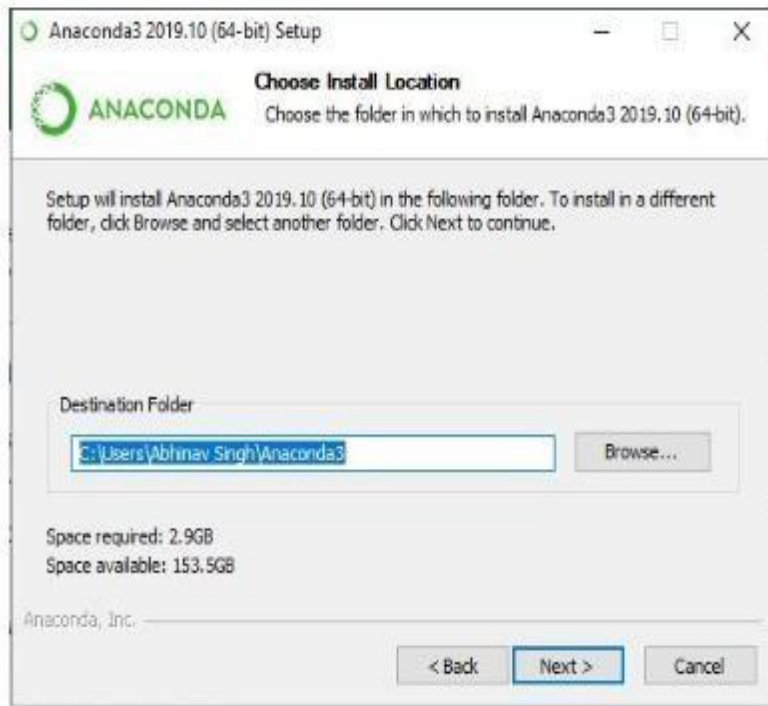 Anaconda3 2019.10 (64-bit) Setup
ANACONDA
Choose Install Location
Choose the folder in which to install Anaconda3 2019.10 (64-bit).
Setup will install Anaconda3 2019.10 (64-bit) in the following folder. To install in a different
folder, click Browse and select another folder. Click Next to continue.
Destination Folder
C:\Users\Abhinav Singh\Anaconda3
Browse...
Space required: 2.9GB
Space available: 153.5GB
Anaconda, Inc.
< Back
Next >
Cancel